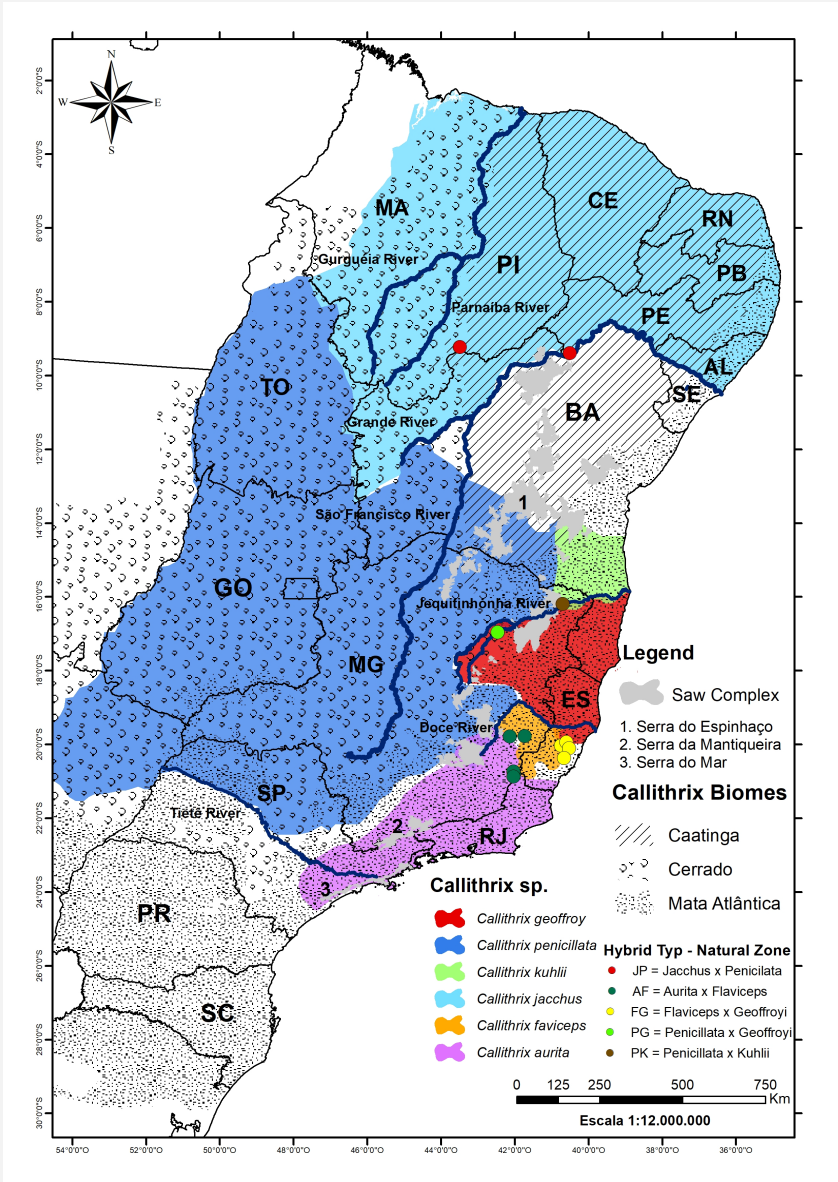 N
W
E
S
2°0'0"S
4°0'0"S
6°0'0"S
8°0'0"S
10°0'0"S
12°0'0"S
14°0'0"S
16°0'0"S
18°0'0"S
20°0'0"S
22°0'0"S
24°0'0"S
26°0'0"S
28°0'0"S
30°0'0"S
MA
CE
RN
Gurguéia River
PI
PB
Parnaíba River
PE
AL
TO
SE
Grande River
BA
São Francisco River
1
GO
Jequitinhonha River
MG
ES
Doce River
SP
Tieté River
2
RJ
3
PR
SC
Legend
Saw Complex
1. Serra do Espinhaço
2. Serra da Mantiqueira
3. Serra do Mar
Callithrix Biomes
Caatinga
Cerrado
Mata Atlântica
Callithrix sp.
Callithrix geoffroy
Callithrix penicillata
Callithrix kuhlii
Callithrix jacchus
Callithrix faviceps
Callithrix aurita
Hybrid Typ - Natural Zone
JP = Jacchus x Penicilata
AF = Aurita x Flaviceps
FG = Flaviceps x Geoffroyi
PG = Penicillata x Geoffroyi
PK = Penicillata x Kuhlii
0 125 250 500 750
Km
Escala 1:12.000.000
54°0'0"O 52°0'0"O 50°0'0"O 48°0'0"O 46°0'0"O 44°0'0"O 42°0'0"O 40°0'0"O 38°0'0"O 36°0'0"O